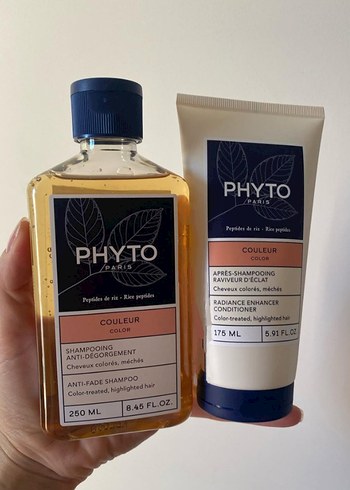 PHYTO
PARIS
Peptides de riz - Rice peptides
COULEUR
COLOR
SHAMPOOING
ANTI-DÉGORGEMENT
Cheveux colorés, méchés
ANTI-FADE SHAMPOO
Color-treated, highlighted hair
250 ML
8.45 FL.OZ.
PHYTO
PARIS
Peptides de riz - Rice peptides
COULEUR
COLOR
APRÈS-SHAMPOOING
RAVIVEUR D'ÉCLAT
Cheveux colorés, méchés
RADIANCE ENHANCER
CONDITIONER
Color-treated, highlighted hair
175 ML
5.91 FL.OZ